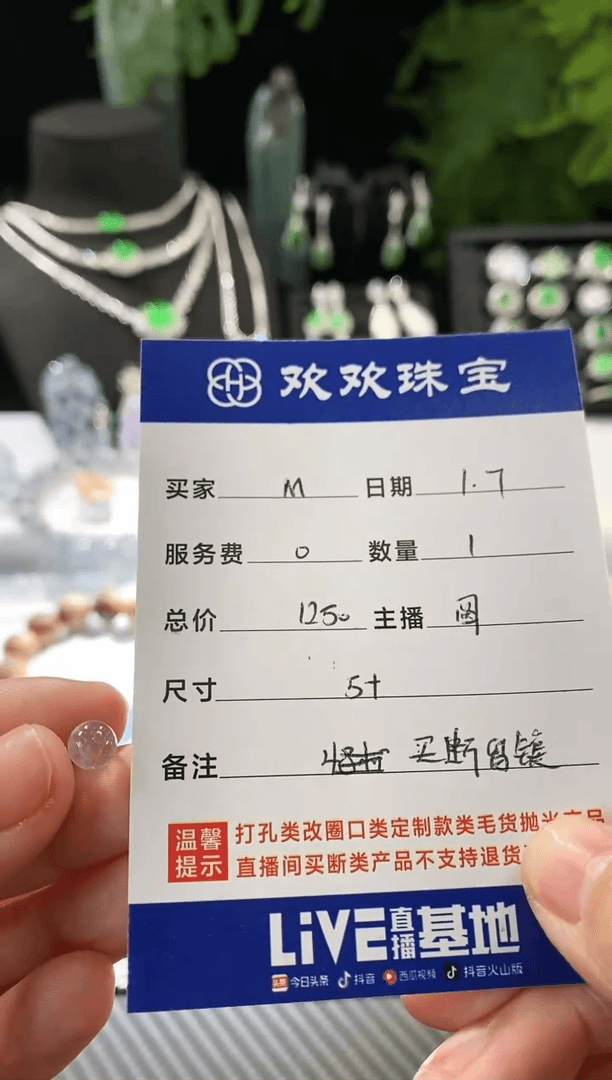 欢欢珠宝
买家 M 日期 1.7
服务费 0 数量 1
总价 1250 主播
尺寸 5+
备注 买断留镶
温馨提示 打孔类改圈口类定制款类毛货抛光产品
直播间买断类产品不支持退货
LiVE直播基地
头条 今日头条 抖音 西瓜视频 抖音火山版